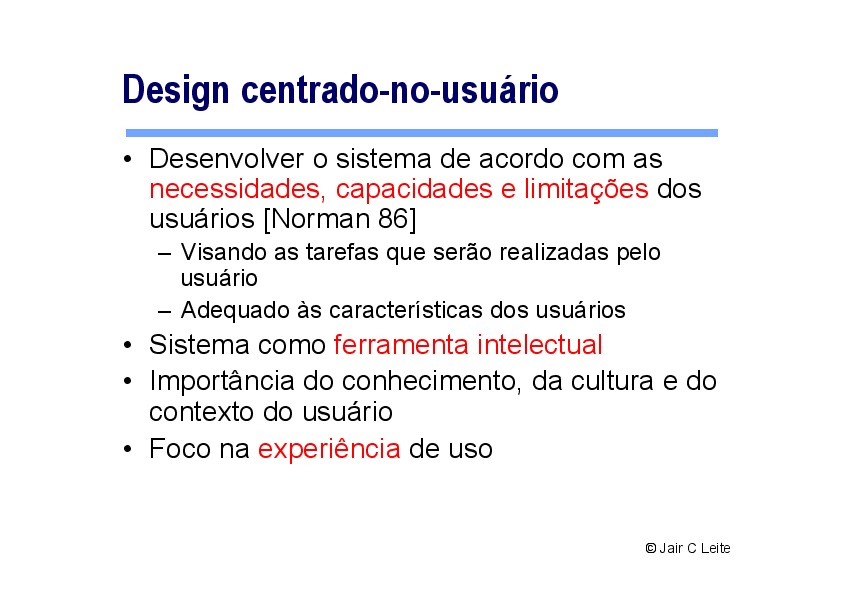 Design centrado-no-usuário
• Desenvolver o sistema de acordo com as
necessidades, capacidades e limitações dos
usuários [Norman 86]
– Visando as tarefas que serão realizadas pelo
usuário
– Adequado às características dos usuários
• Sistema como ferramenta intelectual
• Importância do conhecimento, da cultura e do
contexto do usuário
• Foco na experiência de uso
© Jair C Leite